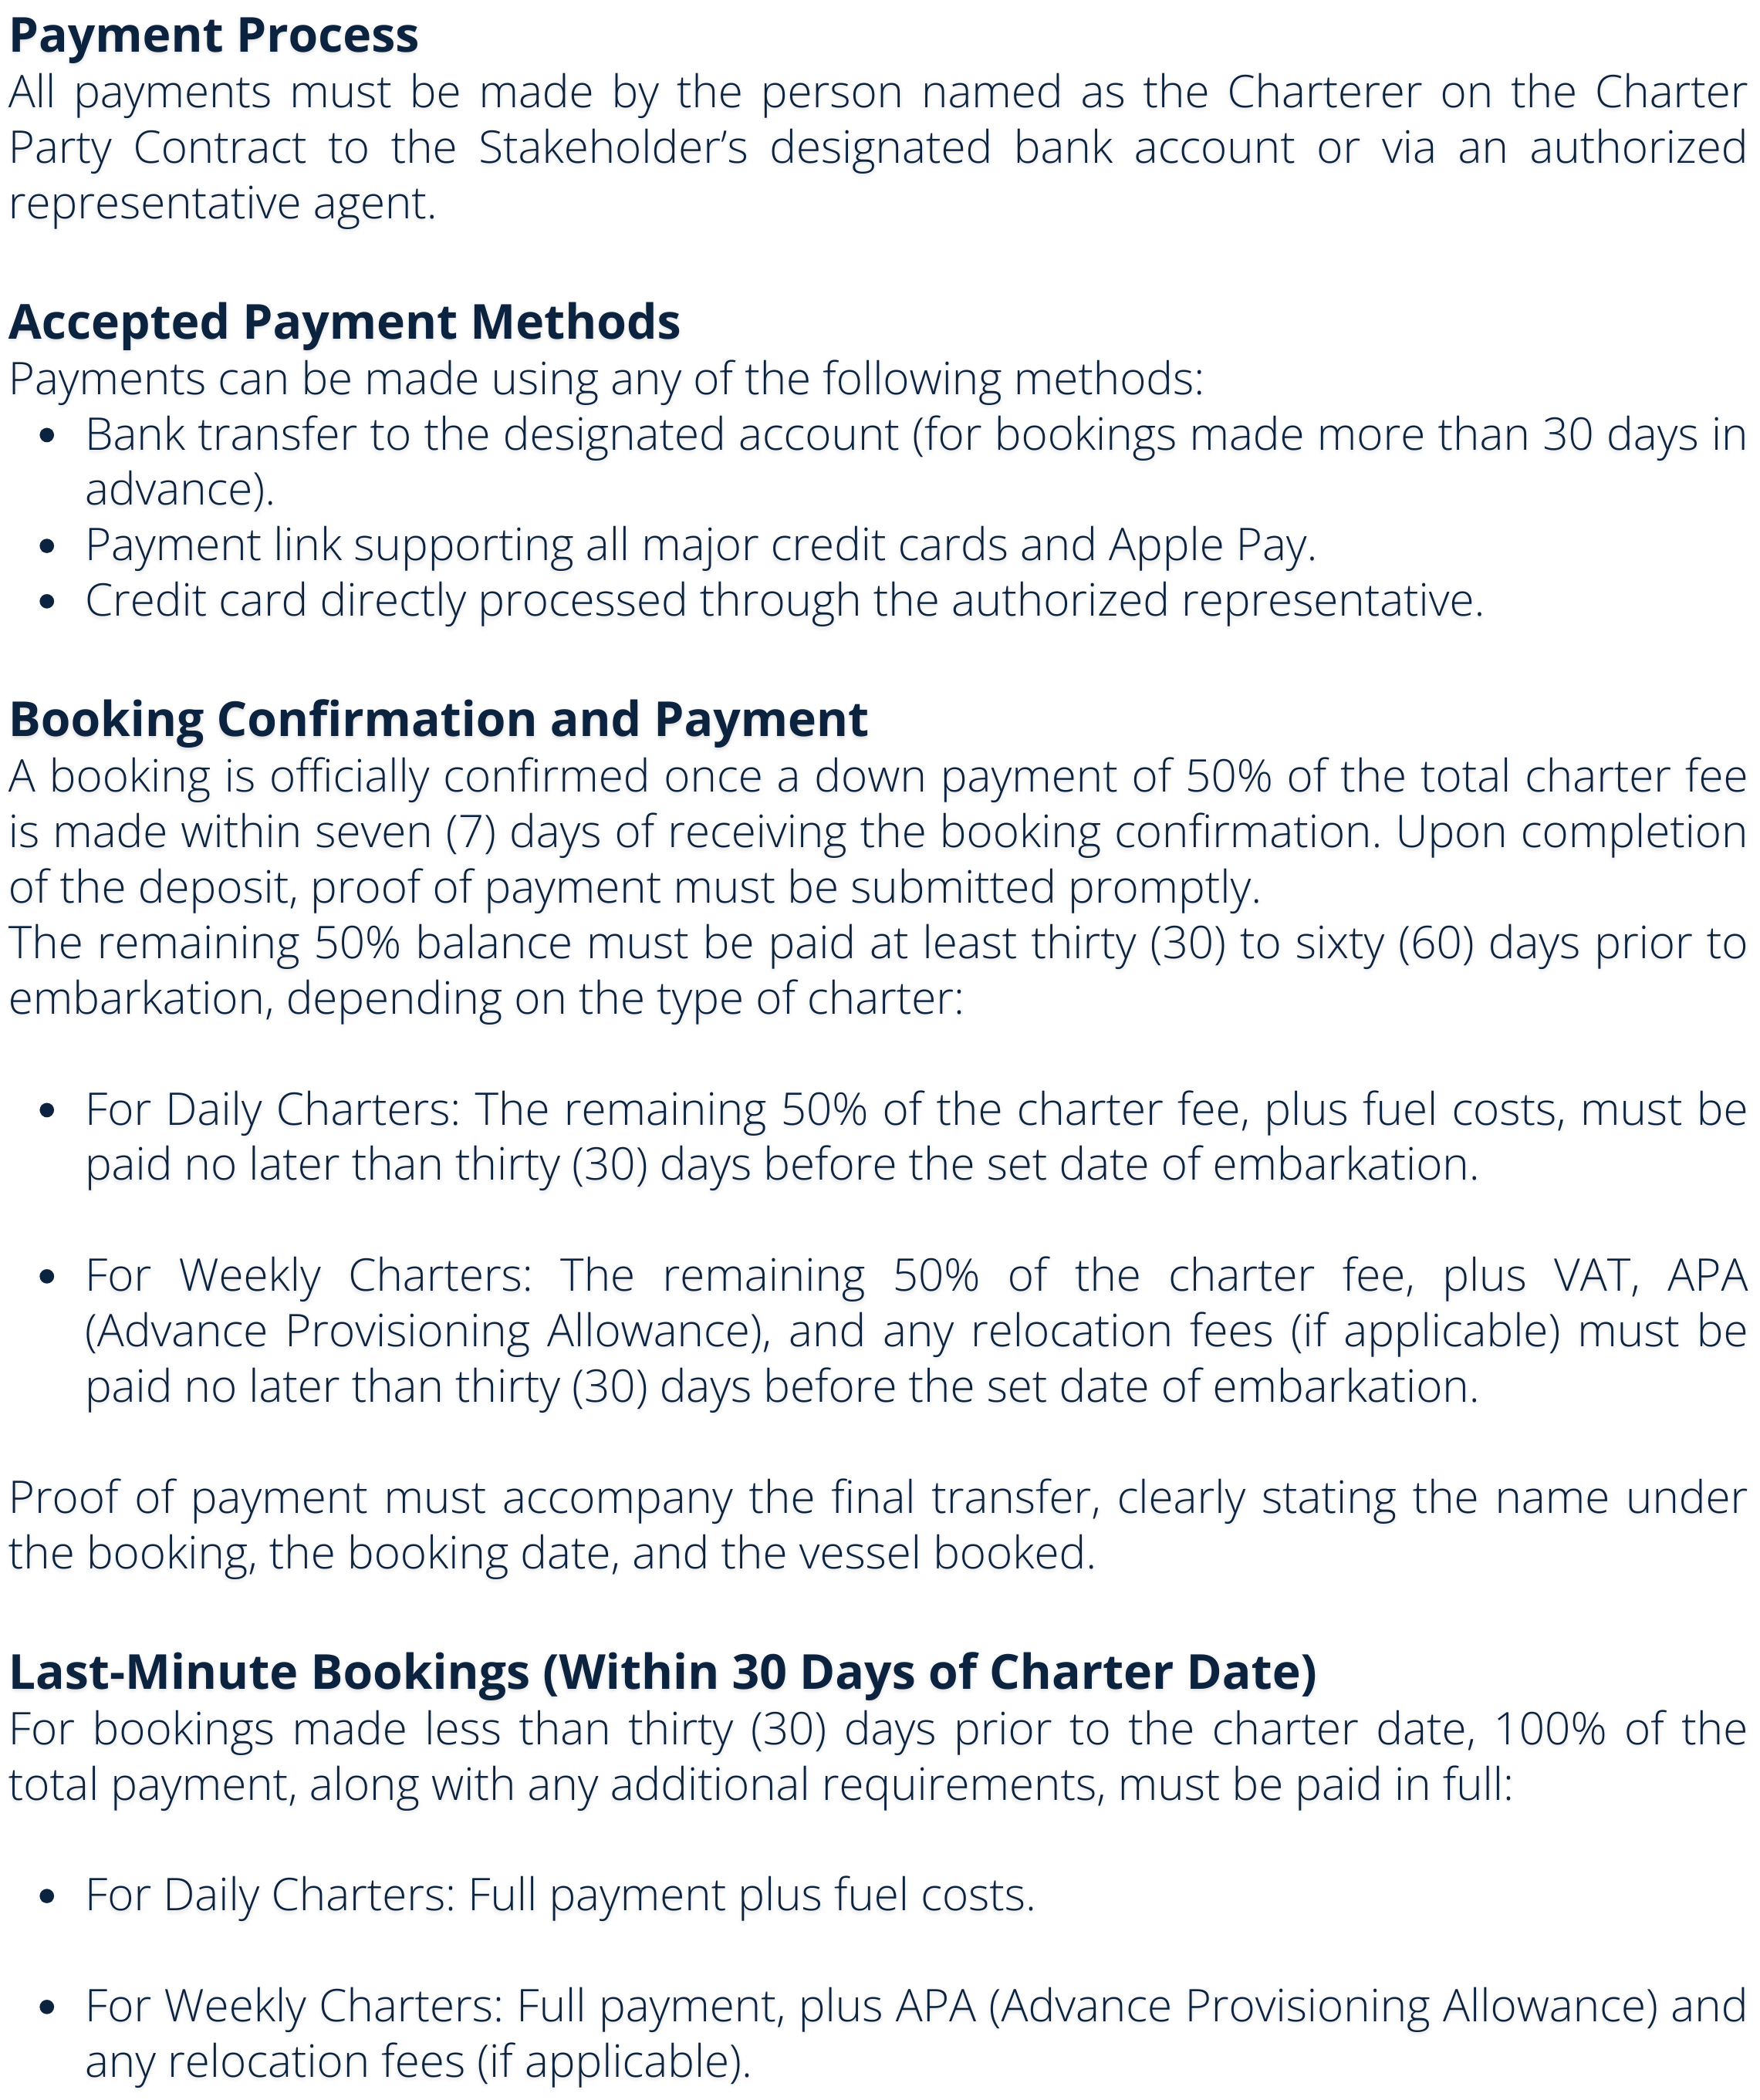 Payment Process
All payments must be made by the person named as the Charterer on the Charter
Party Contract to the Stakeholder’s designated bank account or via an authorized
representative agent.
Accepted Payment Methods
Payments can be made using any of the following methods:
• Bank transfer to the designated account (for bookings made more than 30 days in
advance).
• Payment link supporting all major credit cards and Apple Pay.
• Credit card directly processed through the authorized representative.
Booking Confirmation and Payment
A booking is officially confirmed once a down payment of 50% of the total charter fee
is made within seven (7) days of receiving the booking confirmation. Upon completion
of the deposit, proof of payment must be submitted promptly.
The remaining 50% balance must be paid at least thirty (30) to sixty (60) days prior to
embarkation, depending on the type of charter:
• For Daily Charters: The remaining 50% of the charter fee, plus fuel costs, must be
paid no later than thirty (30) days before the set date of embarkation.
• For Weekly Charters: The remaining 50% of the charter fee, plus VAT, APA
(Advance Provisioning Allowance), and any relocation fees (if applicable) must be
paid no later than thirty (30) days before the set date of embarkation.
Proof of payment must accompany the final transfer, clearly stating the name under
the booking, the booking date, and the vessel booked.
Last-Minute Bookings (Within 30 Days of Charter Date)
For bookings made less than thirty (30) days prior to the charter date, 100% of the
total payment, along with any additional requirements, must be paid in full:
• For Daily Charters: Full payment plus fuel costs.
• For Weekly Charters: Full payment, plus APA (Advance Provisioning Allowance) and
any relocation fees (if applicable).